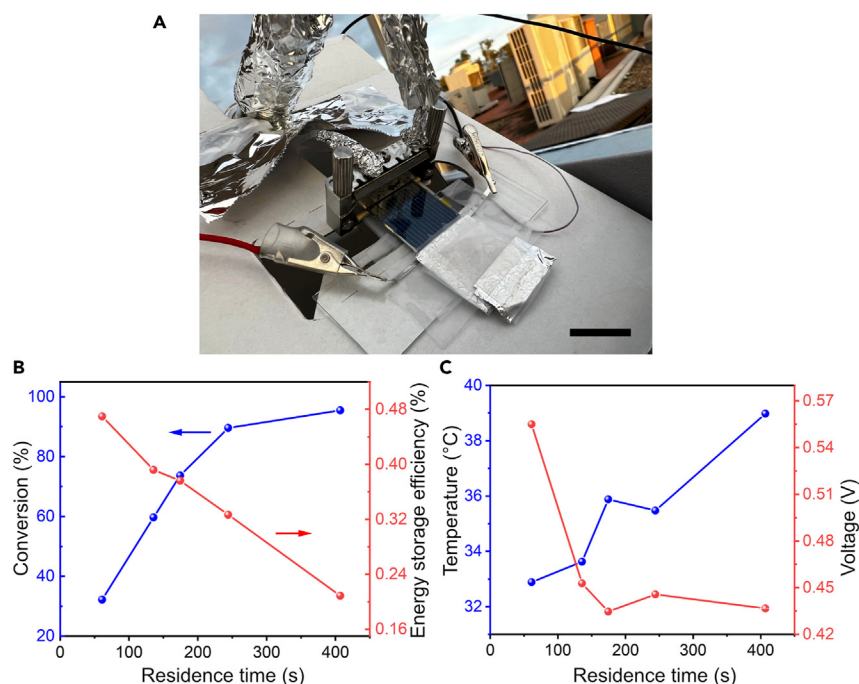 A
B
100
80
60
40
20
Conversion (%)
0.48
0.40
0.32
0.24
0.16
Energy storage efficiency (%)
0 100 200 300 400
Residence time (s)
C
40
38
36
34
32
Temperature (°C)
0.57
0.54
0.51
0.48
0.45
0.42
Voltage (V)
0 100 200 300 400
Residence time (s)